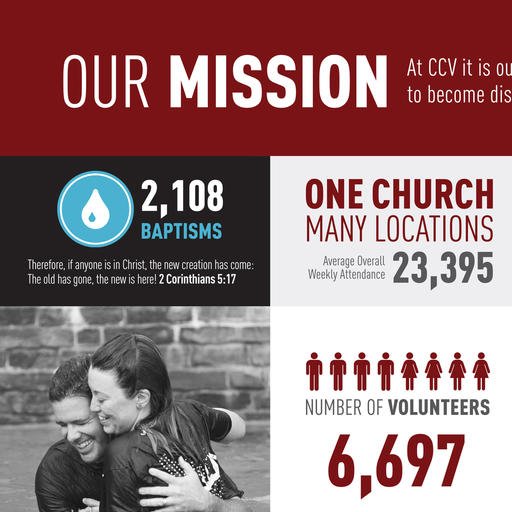 OUR MISSION
At CCV it is ou
to become dis
2,108
BAPTISMS
Therefore, if anyone is in Christ, the new creation has come:
The old has gone, the new is here! 2 Corinthians 5:17
ONE CHURCH
MANY LOCATIONS
Average Overall
Weekly Attendance
23,395
NUMBER OF VOLUNTEERS
6,697